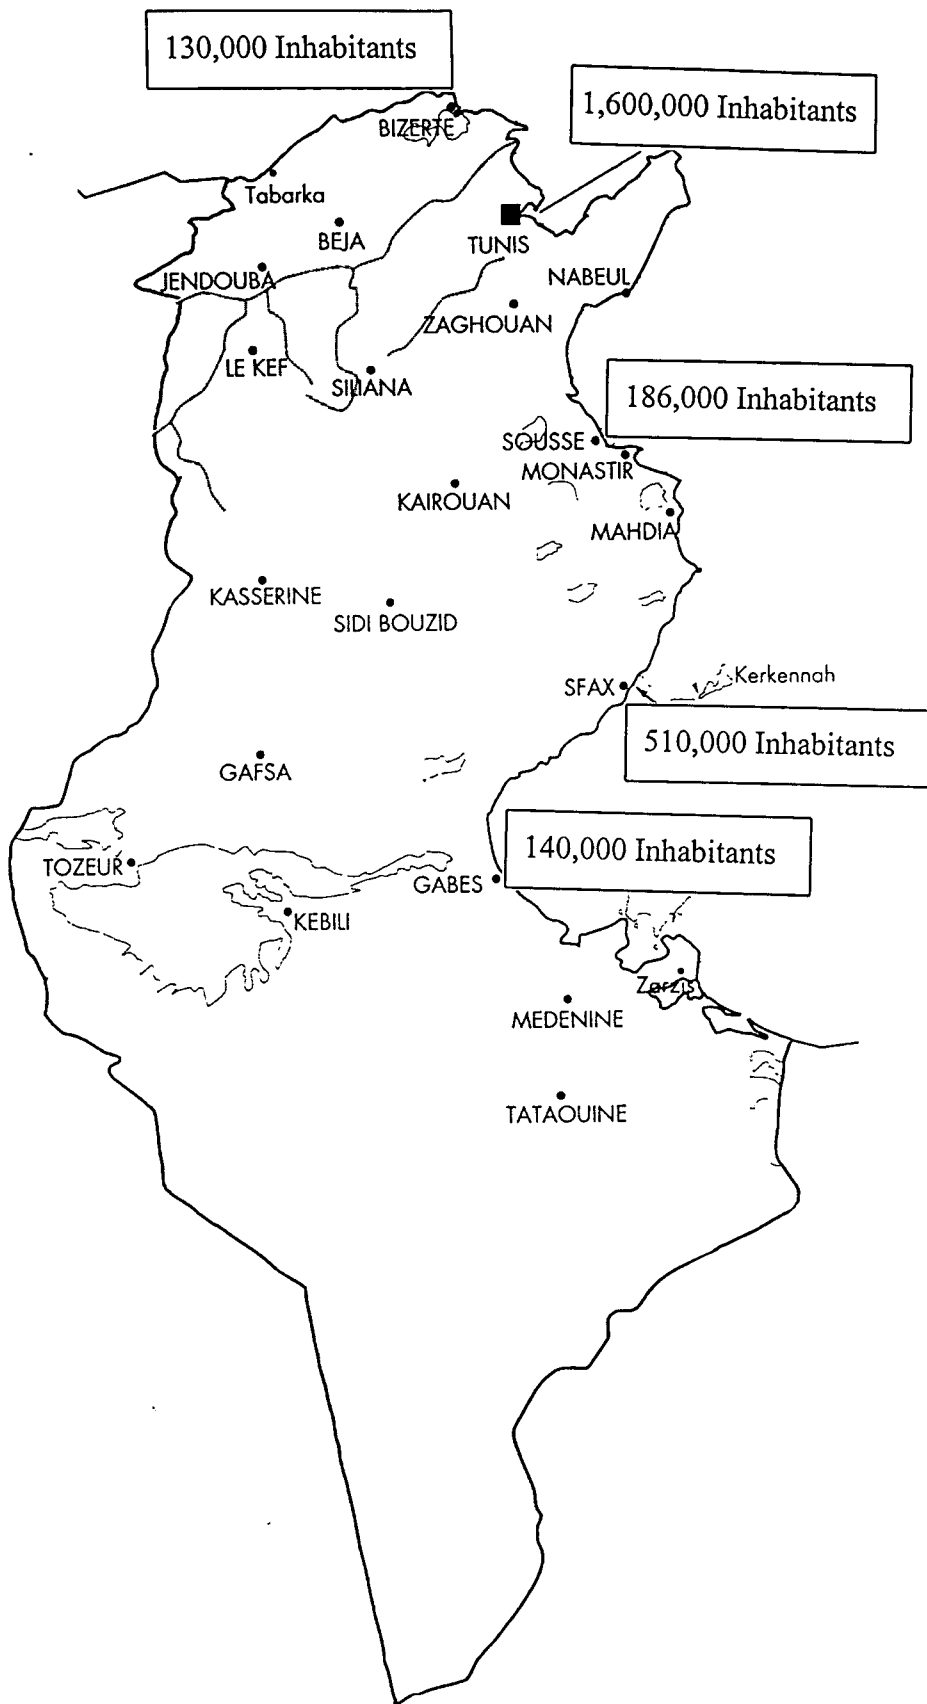 130,000 Inhabitants
1,600,000 Inhabitants
BIZERTE
Tabarka
BEJA
TUNIS
JENDOUBA
NABEUL
ZAGHOUAN
LE KEF
SILIANA
186,000 Inhabitants
SOUSSE
MONASTIR
KAIROUAN
MAHDIA
KASSERINE
SIDI BOUZID
SFAX
Kerkennah
510,000 Inhabitants
GAFSA
140,000 Inhabitants
TOZEUR
GABES
KEBILI
Zarzis
MEDENINE
TATAOUINE